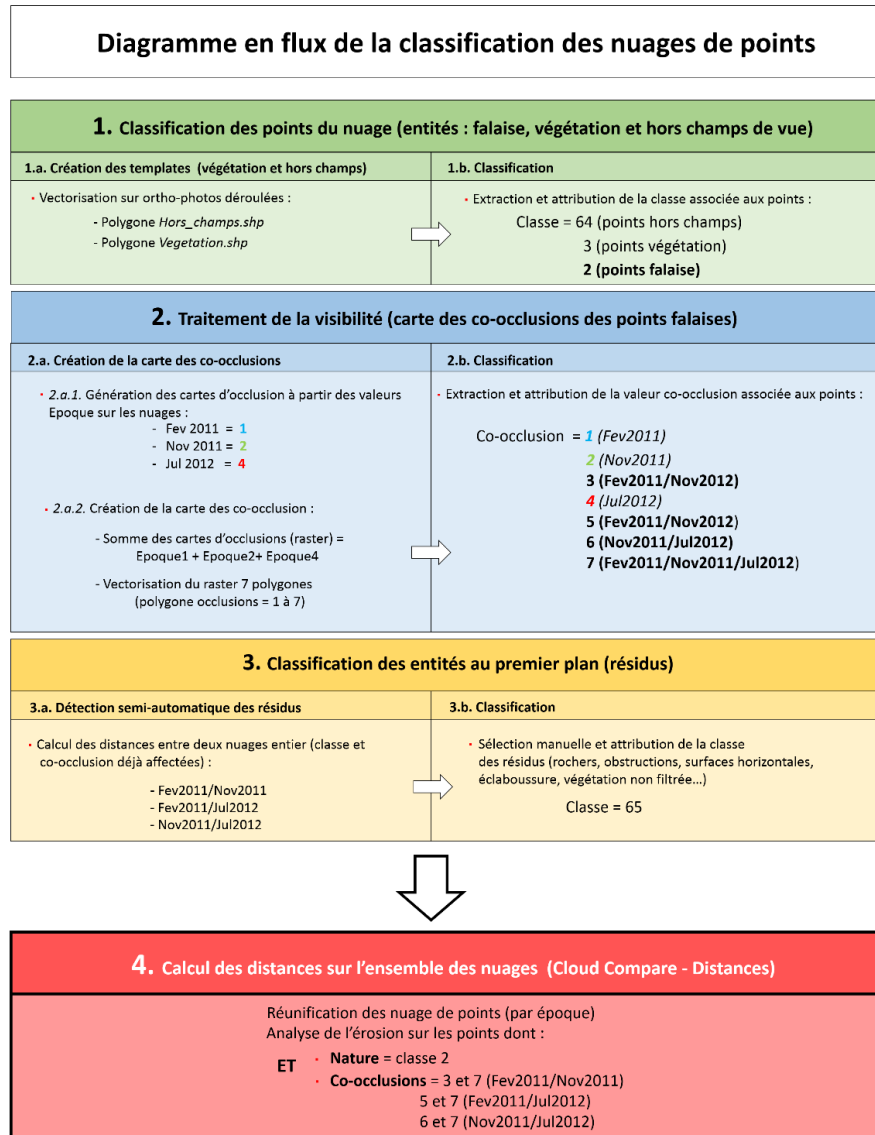 Diagramme en flux de la classification des nuages de points
1. Classification des points du nuage (entités : falaise, végétation et hors champs de vue)
1.a. Création des templates (végétation et hors champs)
• Vectorisation sur ortho-photos déroulées :
- Polygone Hors_champs.shp
- Polygone Vegetation.shp
1.b. Classification
• Extraction et attribution de la classe associée aux points :
Classe = 64 (points hors champs)
3 (points végétation)
2 (points falaise)
2. Traitement de la visibilité (carte des co-occlusions des points falaises)
2.a. Création de la carte des co-occlusions
• 2.a.1. Génération des cartes d'occlusion à partir des valeurs
Epoque sur les nuages :
- Fev 2011 = 1
- Nov 2011 = 2
- Jul 2012 = 4
• 2.a.2. Création de la carte des co-occlusion :
- Somme des cartes d'occlusions (raster) =
Epoque1 + Epoque2+ Epoque4
- Vectorisation du raster 7 polygones
(polygone occlusions = 1 à 7)
2.b. Classification
• Extraction et attribution de la valeur co-occlusion associée aux points :
Co-occlusion = 1 (Fev2011)
2 (Nov2011)
3 (Fev2011/Nov2012)
4 (Jul2012)
5 (Fev2011/Nov2012)
6 (Nov2011/Jul2012)
7 (Fev2011/Nov2011/Jul2012)
3. Classification des entités au premier plan (résidus)
3.a. Détection semi-automatique des résidus
• Calcul des distances entre deux nuages entier (classe et
co-occlusion déjà affectées) :
- Fev2011/Nov2011
- Fev2011/Jul2012
- Nov2011/Jul2012
3.b. Classification
• Sélection manuelle et attribution de la classe
des résidus (rochers, obstructions, surfaces horizontales,
éclaboussure, végétation non filtrée...)
Classe = 65
4. Calcul des distances sur l'ensemble des nuages (Cloud Compare - Distances)
Réunification des nuage de points (par époque)
Analyse de l'érosion sur les points dont :
ET • Nature = classe 2
• Co-occlusions = 3 et 7 (Fev2011/Nov2011)
5 et 7 (Fev2011/Jul2012)
6 et 7 (Nov2011/Jul2012)